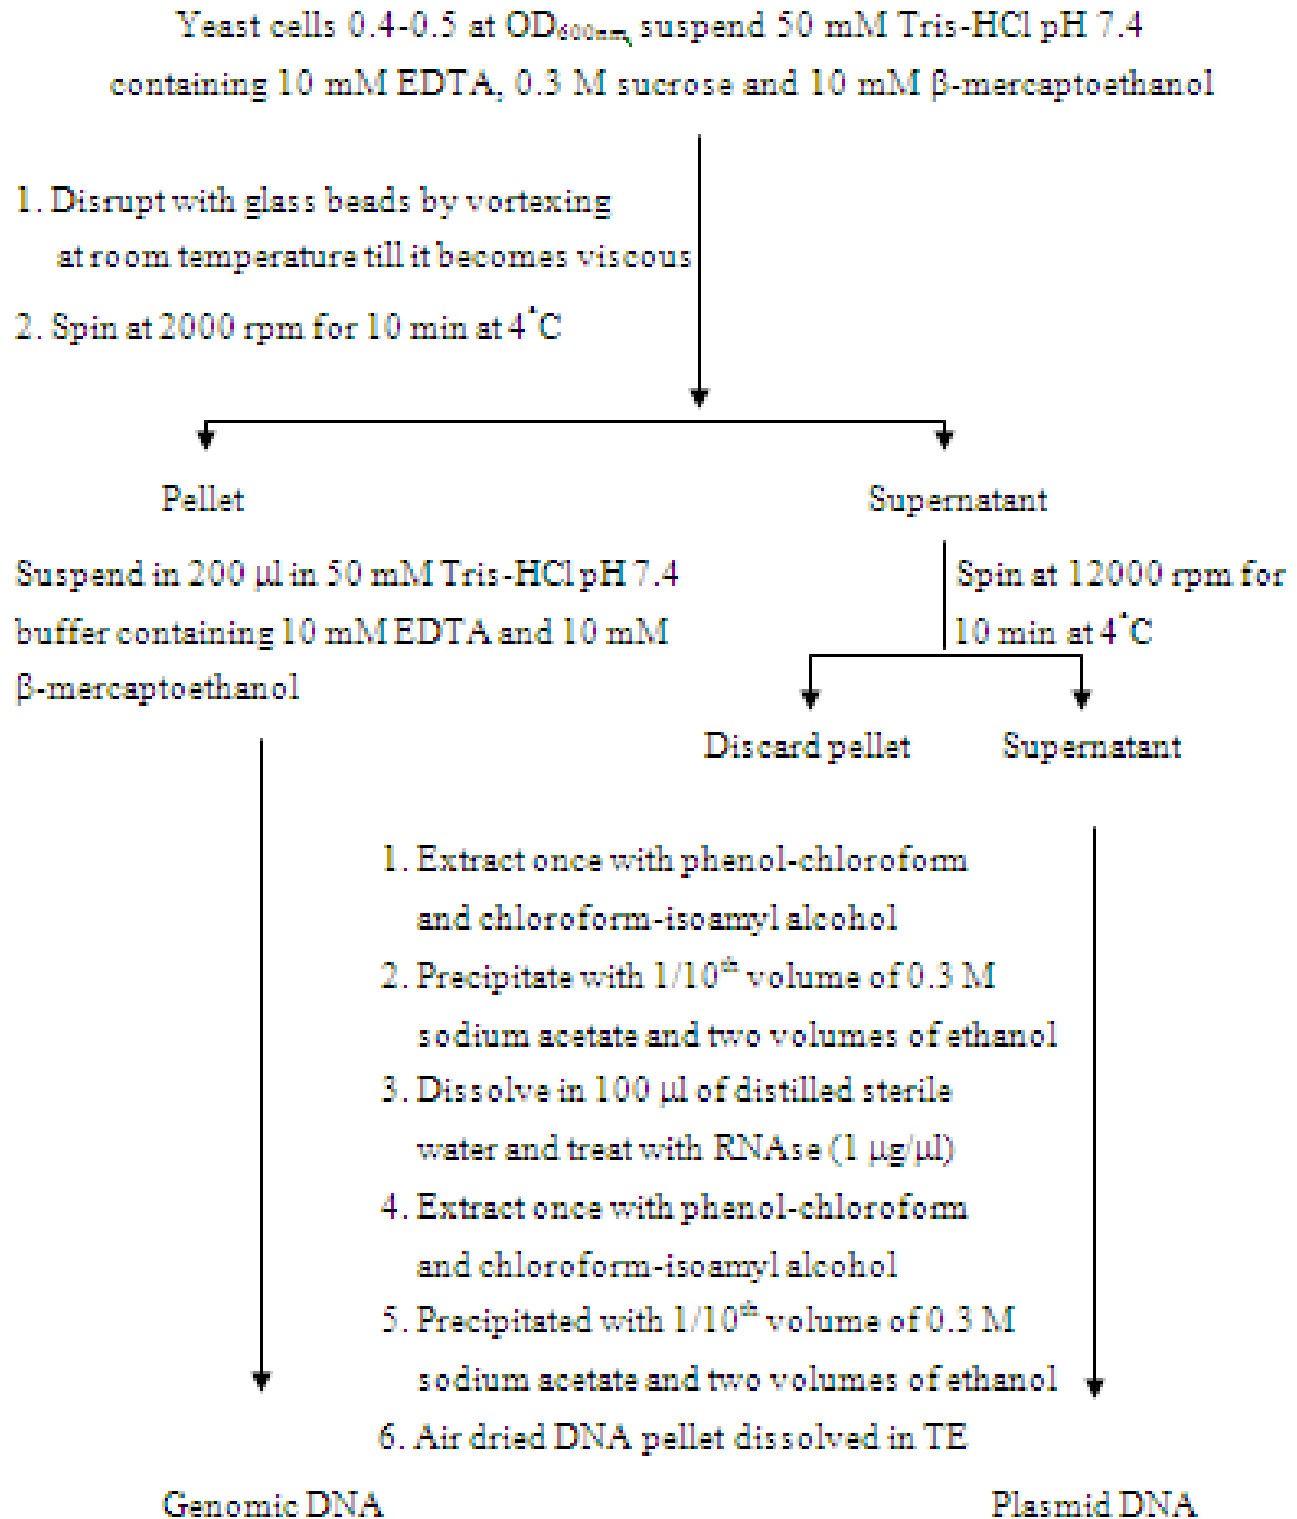 Yeast cells 0.4-0.5 at OD600nm, suspend 50 mM Tris-HCl pH 7.4
containing 10 mM EDTA, 0.3 M sucrose and 10 mM β-mercaptoethanol
1. Disrupt with glass beads by vortexing
at room temperature till it becomes viscous
2. Spin at 2000 rpm for 10 min at 4°C
Pellet
Supernatant
Suspend in 200 µl in 50 mM Tris-HCl pH 7.4
buffer containing 10 mM EDTA and 10 mM
β-mercaptoethanol
Spin at 12000 rpm for
10 min at 4°C
Discard pellet
Supernatant
1. Extract once with phenol-chloroform
and chloroform-isoamyl alcohol
2. Precipitate with 1/10th volume of 0.3 M
sodium acetate and two volumes of ethanol
3. Dissolve in 100 µl of distilled sterile
water and treat with RNAse (1 µg/µl)
4. Extract once with phenol-chloroform
and chloroform-isoamyl alcohol
5. Precipitated with 1/10th volume of 0.3 M
sodium acetate and two volumes of ethanol
6. Air dried DNA pellet dissolved in TE
Genomic DNA
Plasmid DNA